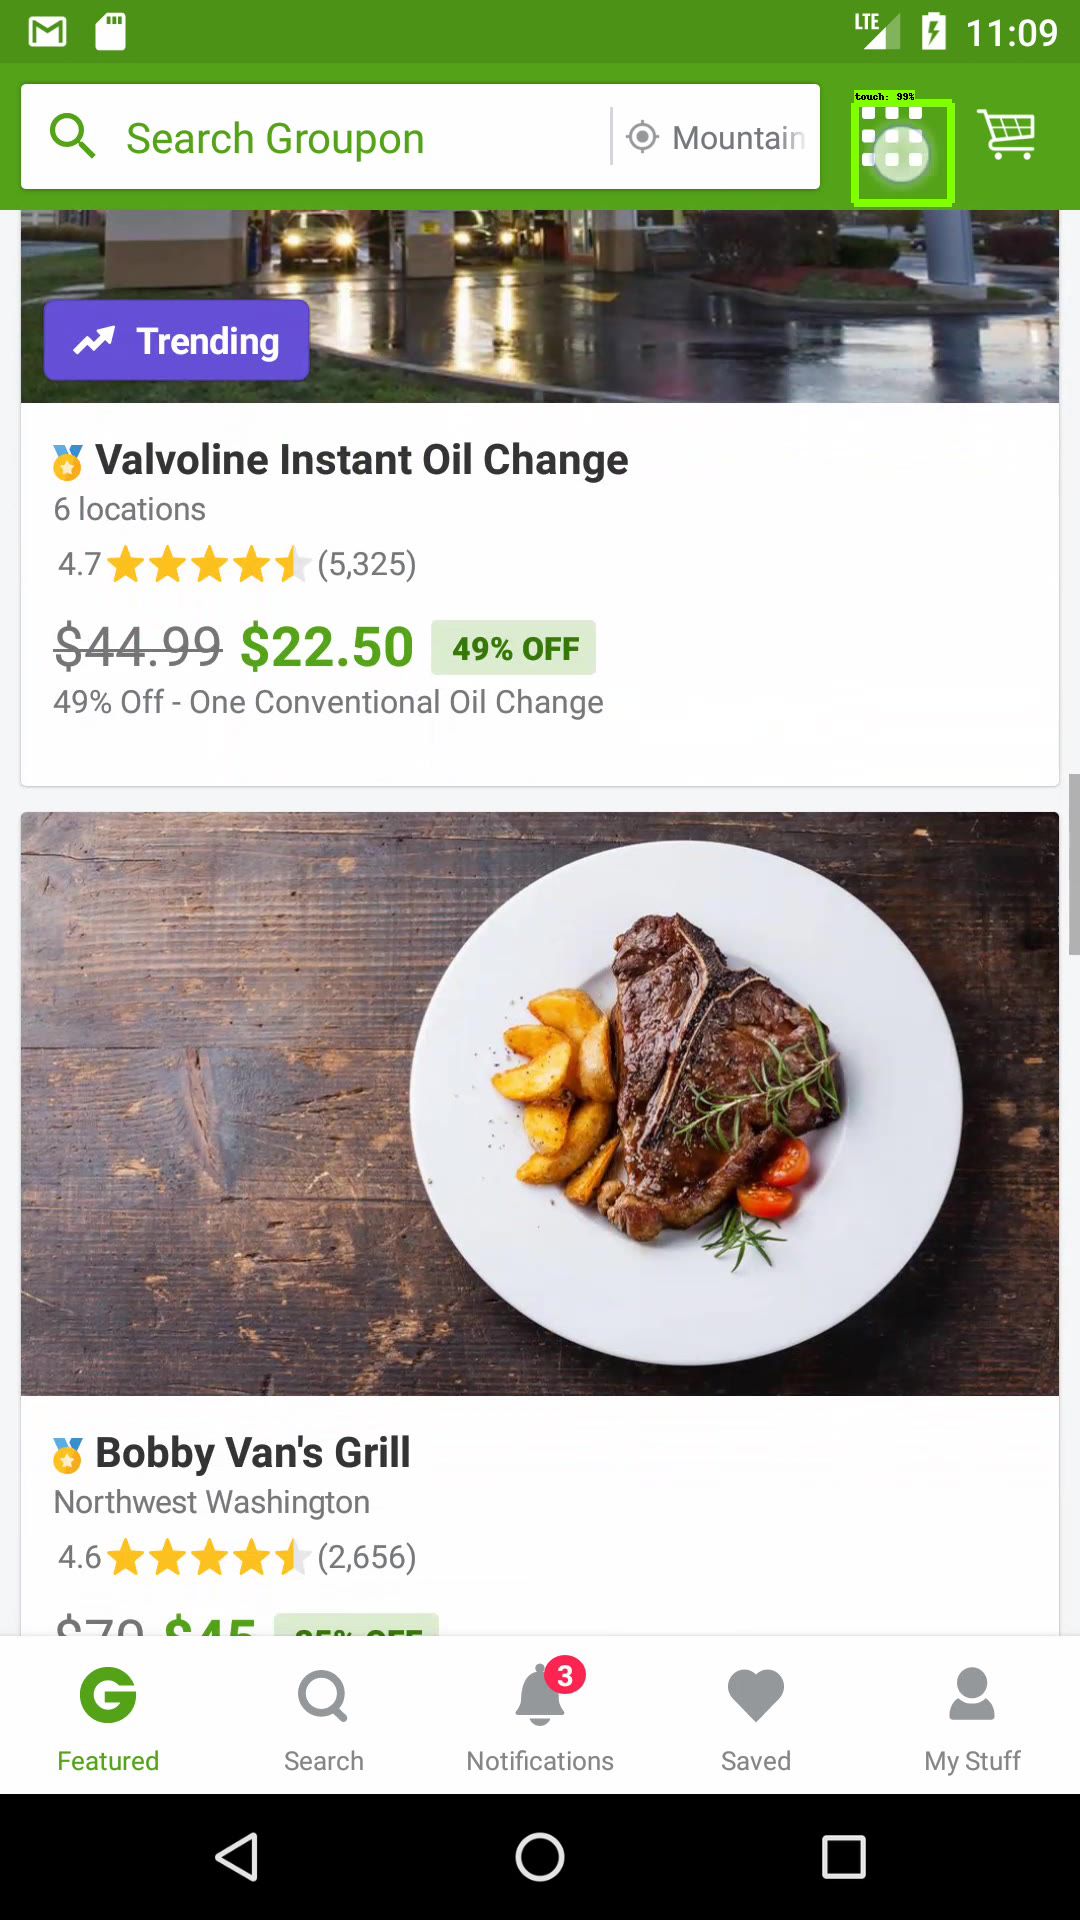 LTE 11:09
touch: 99%
Search Groupon Mountain
Trending
Valvoline Instant Oil Change
6 locations
4.7 (5,325)
$44.99 $22.50 49% OFF
49% Off - One Conventional Oil Change
Bobby Van's Grill
Northwest Washington
4.6 (2,656)
$45
3
Featured Search Notifications Saved My Stuff